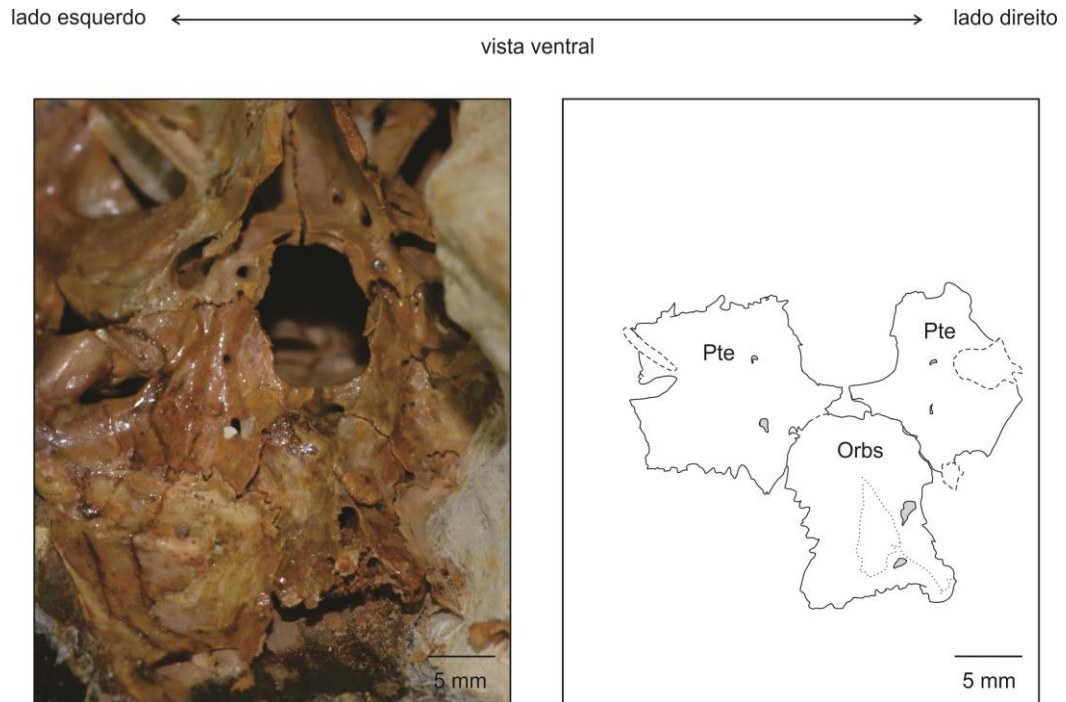 lado esquerdo
lado direito
vista ventral
Pte
Pte
Orbs
5 mm
5 mm